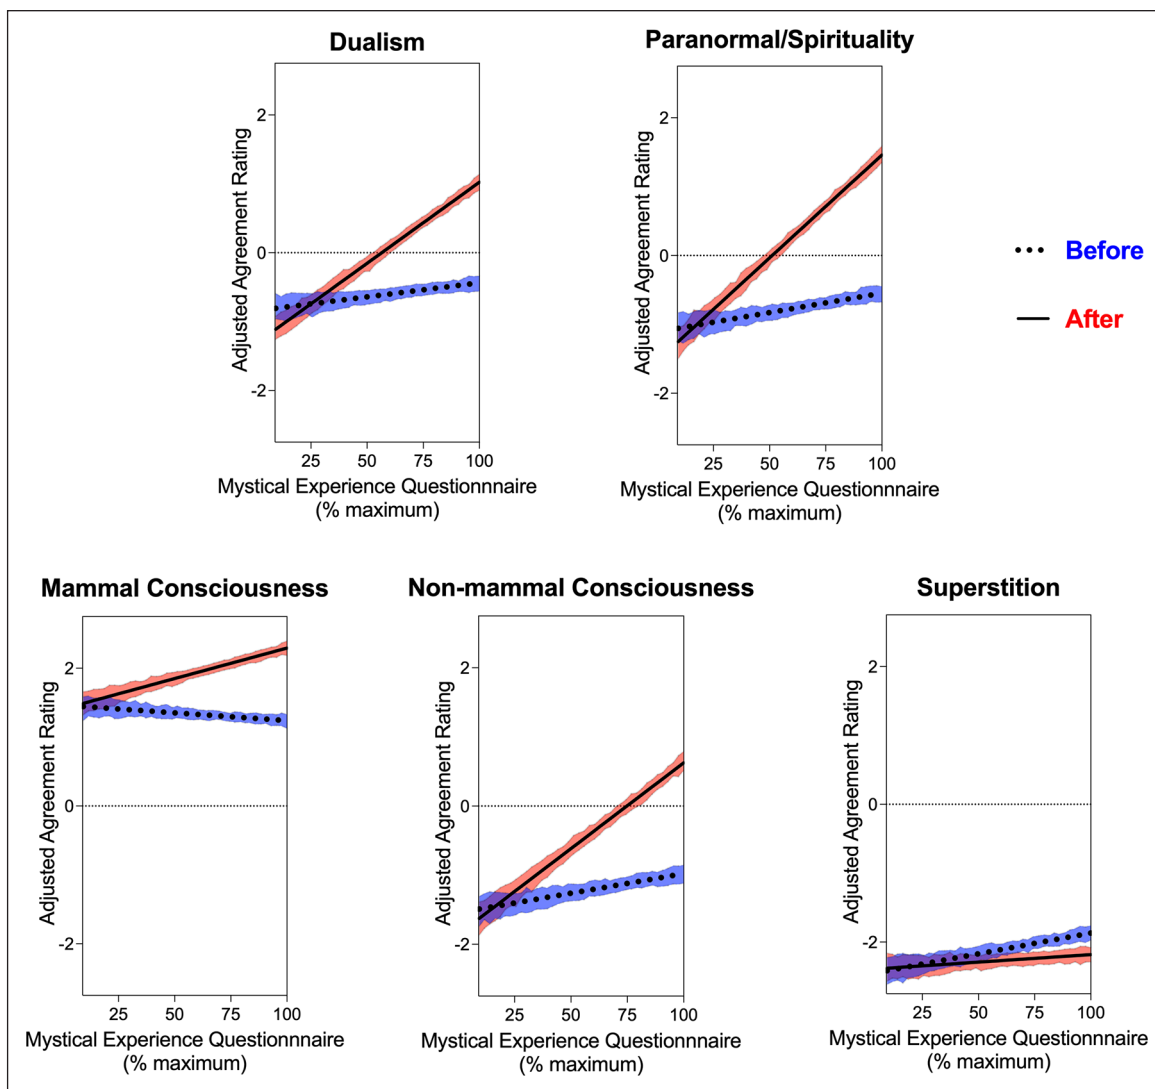 Dualism
Paranormal/Spirituality
Adjusted Agreement Rating
2
0
-2
25
50
75
100
Mystical Experience Questionnnaire
(% maximum)
Adjusted Agreement Rating
2
0
-2
25
50
75
100
Mystical Experience Questionnnaire
(% maximum)
Before
After
Mammal Consciousness
Non-mammal Consciousness
Superstition
Adjusted Agreement Rating
2
0
-2
25
50
75
100
Mystical Experience Questionnnaire
(% maximum)
Adjusted Agreement Rating
2
0
-2
25
50
75
100
Mystical Experience Questionnnaire
(% maximum)
Adjusted Agreement Rating
2
0
-2
25
50
75
100
Mystical Experience Questionnnaire
(% maximum)